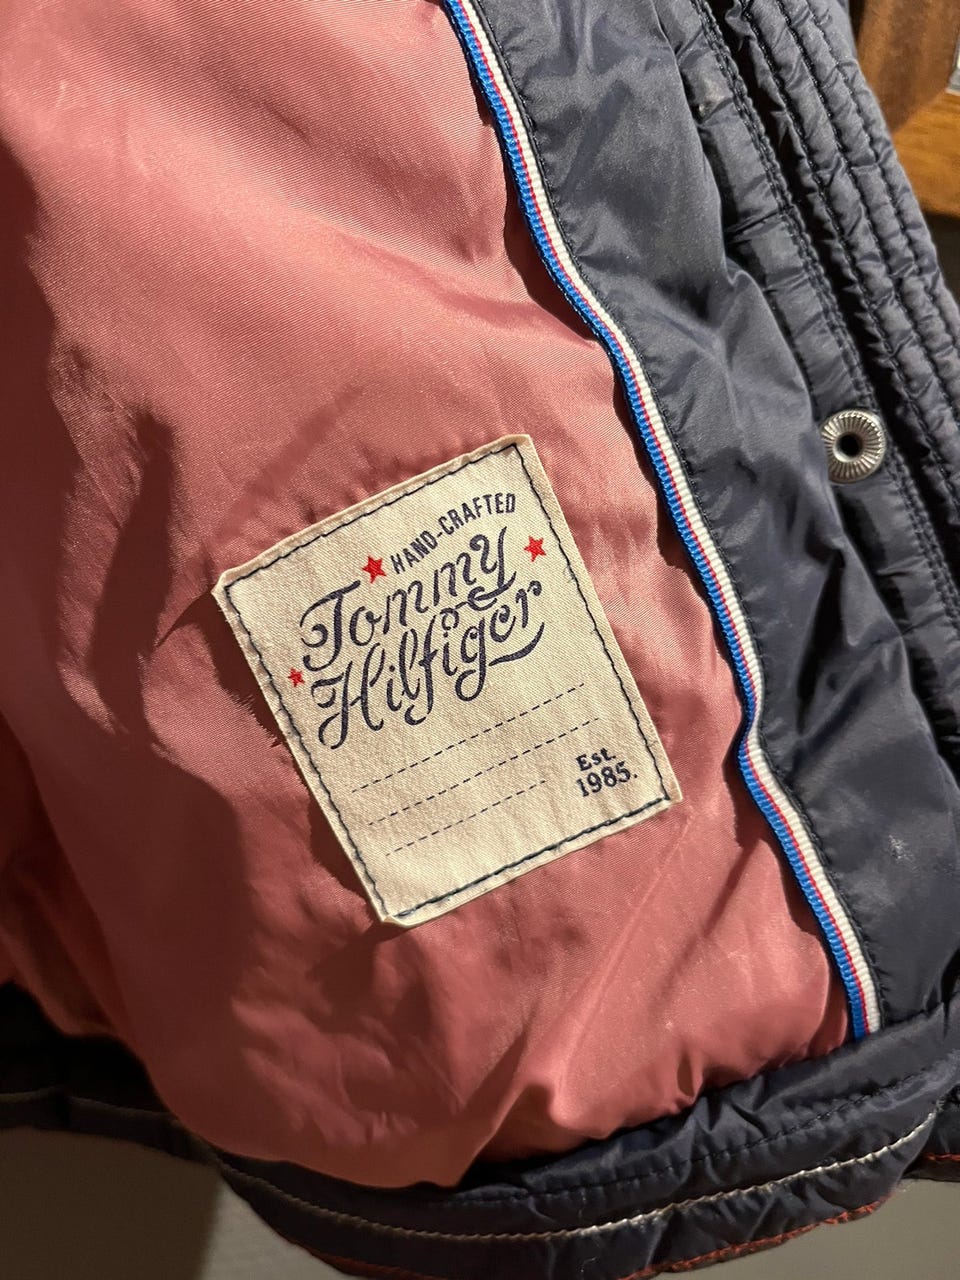 HAND-CRAFTED
Tommy
Hilfiger
Est.
1985.